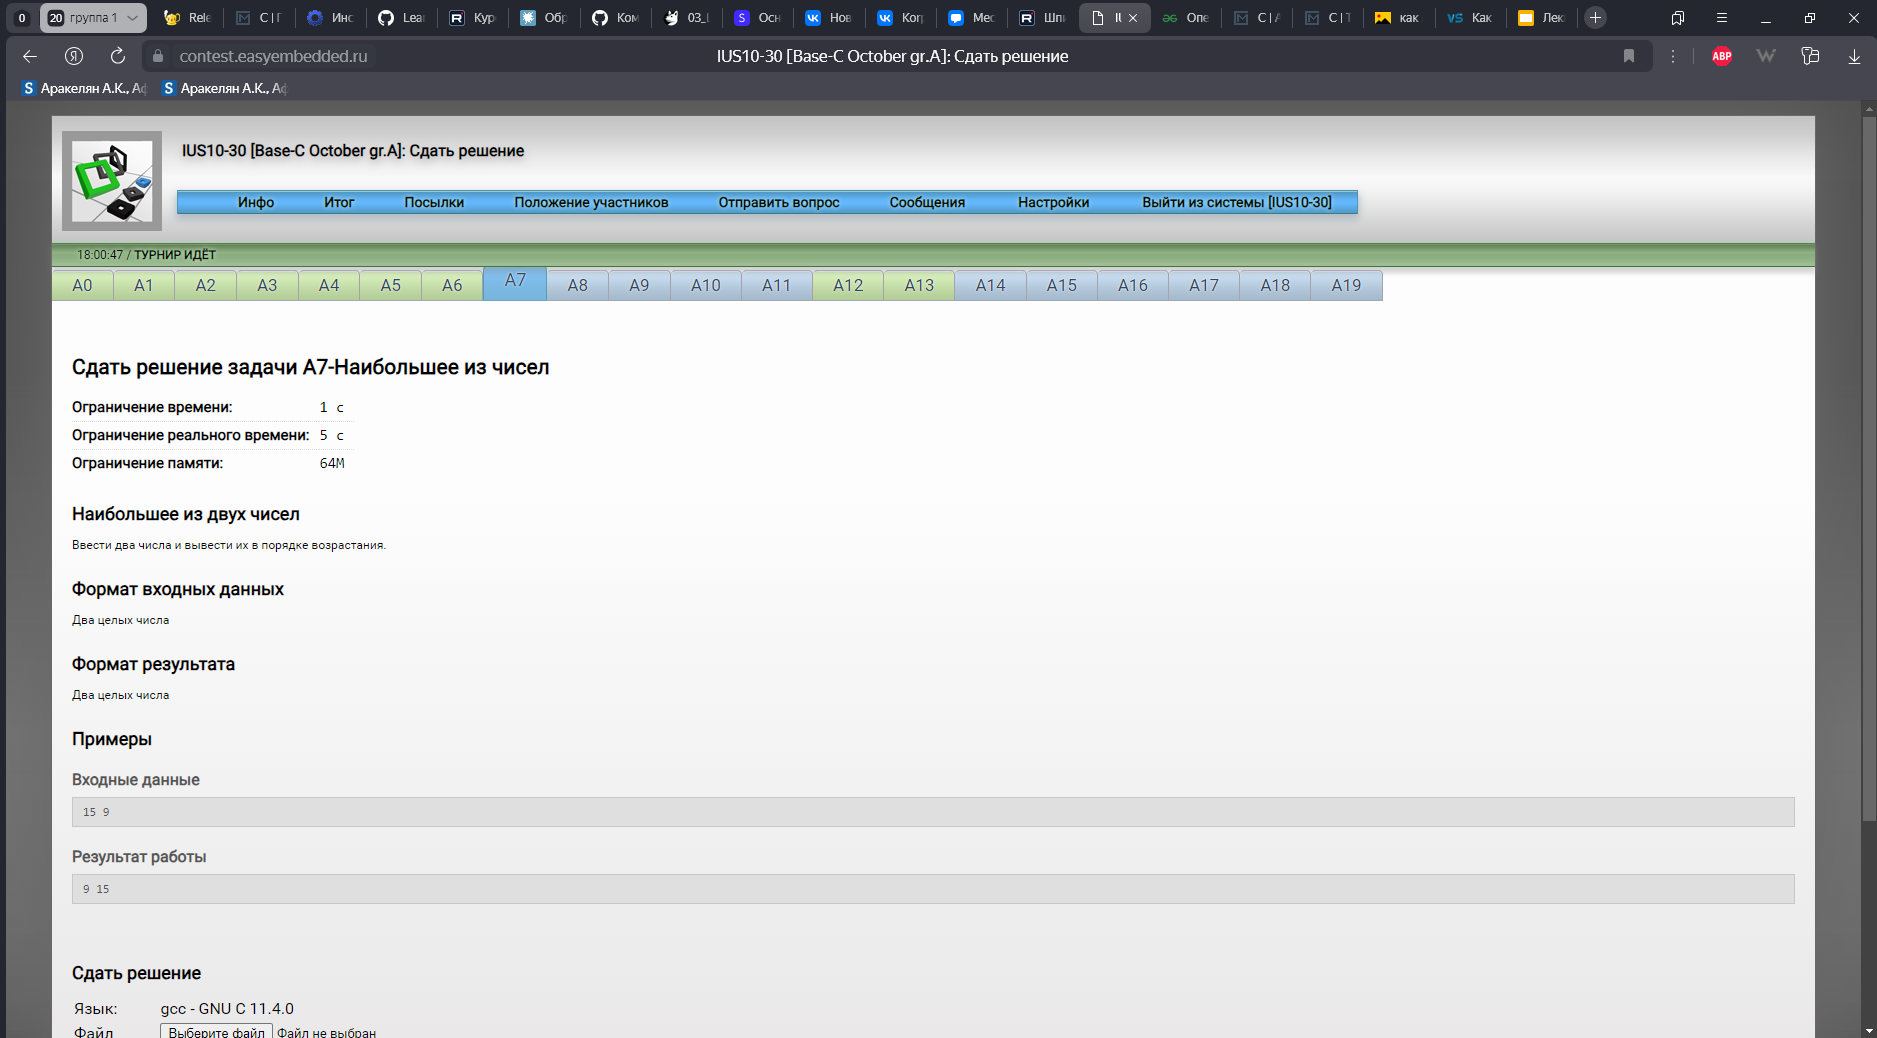 0 20 группа 1 Rele C | Г Инс Lea Кур Обр Ком 03_l Осн Нов Ког Мес Шп IU Опе C | A C | T как Как Лек
contest.easyembedded.ru IUS10-30 [Base-C October gr.A]: Сдать решение ABP
Аракелян А.К., Аф Аракелян А.К., Аф
IUS10-30 [Base-C October gr.A]: Сдать решение
Инфо Итог Посылки Положение участников Отправить вопрос Сообщения Настройки Выйти из системы [IUS10-30]
18:00:47 / ТУРНИР ИДЁТ
A0 A1 A2 A3 A4 A5 A6 A7 A8 A9 A10 A11 A12 A13 A14 A15 A16 A17 A18 A19
Сдать решение задачи A7-Наибольшее из чисел
Ограничение времени: 1 с
Ограничение реального времени: 5 с
Ограничение памяти: 64M
Наибольшее из двух чисел
Ввести два числа и вывести их в порядке возрастания.
Формат входных данных
Два целых числа
Формат результата
Два целых числа
Примеры
Входные данные
15 9
Результат работы
9 15
Сдать решение
Язык: gcc - GNU C 11.4.0
Файл Выберите файл Файл не выбран